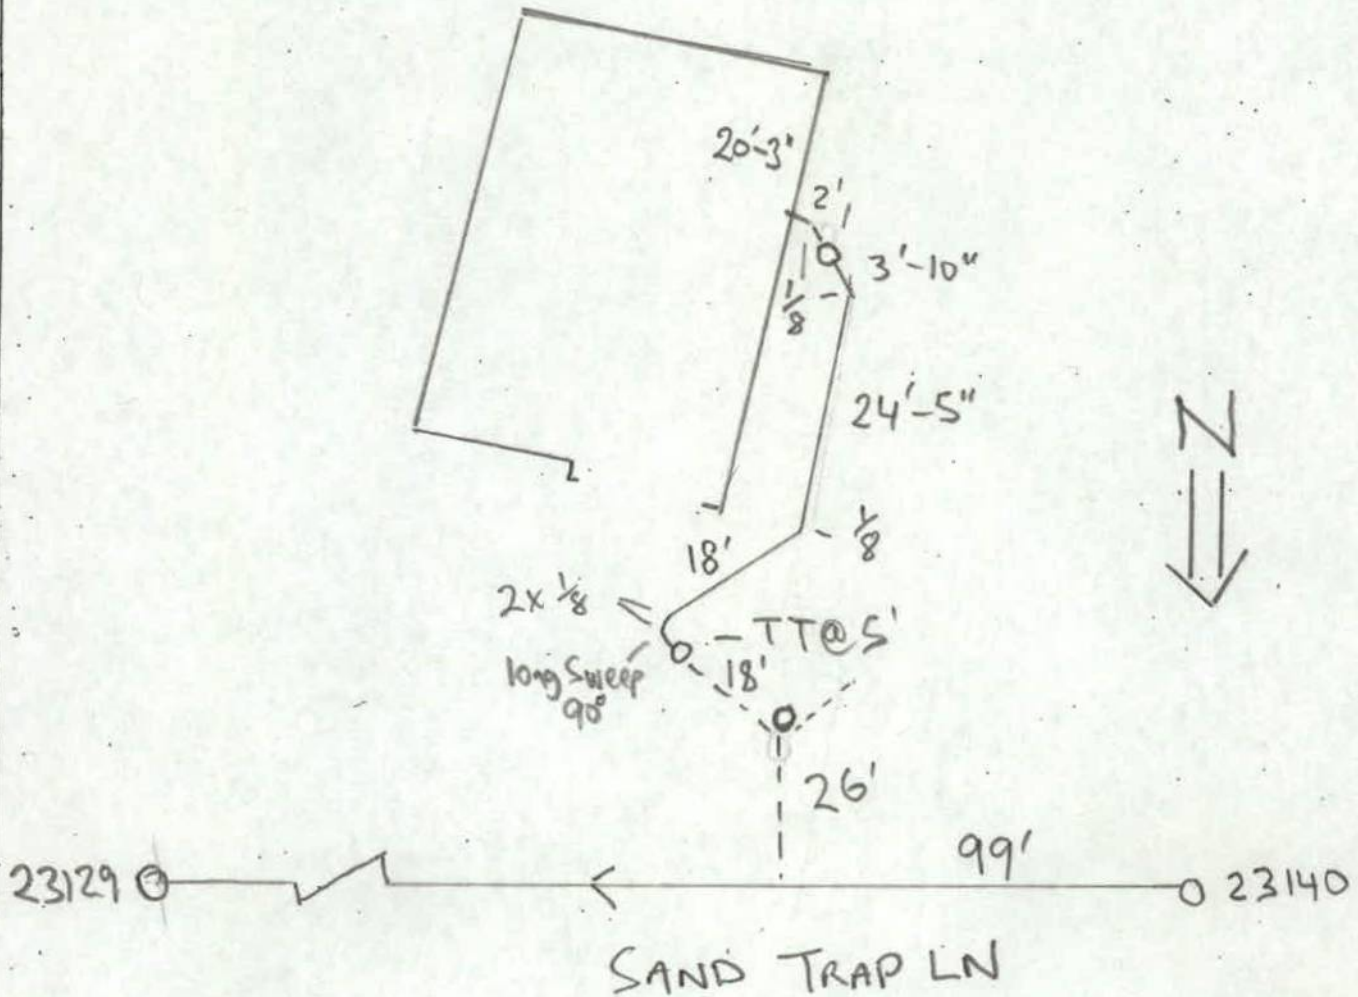 20'-3"
2'
3'-10"
1/8
24'-5"
N
1/8
18'
2x 1/8
TT@5'
long Sweep
90°
18'
26'
99'
23129
23140
SAND TRAP LN